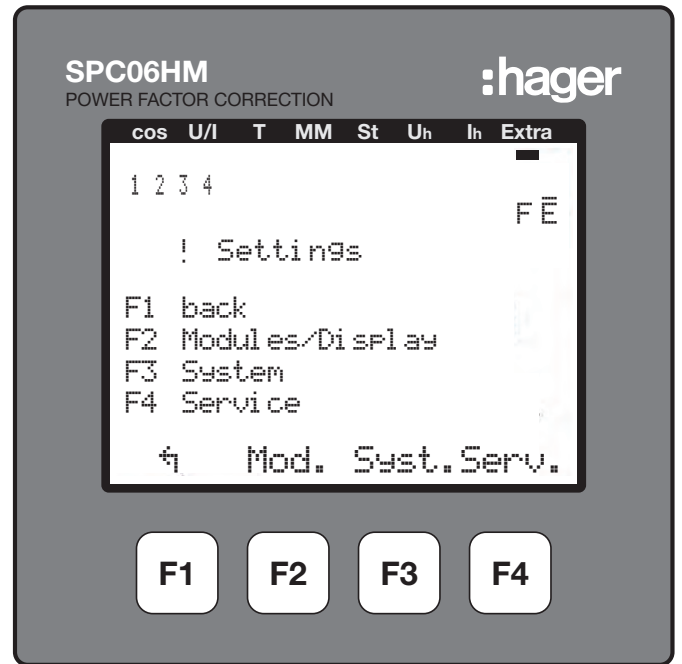 SPC06HM
:hager
POWER FACTOR CORRECTION
cos U/I T MM St Uh Ih Extra
1 2 3 4
F Ē
! Settings
F1 back
F2 Modules/Display
F3 System
F4 Service
↰ Mod. Syst. Serv.
F1 F2 F3 F4